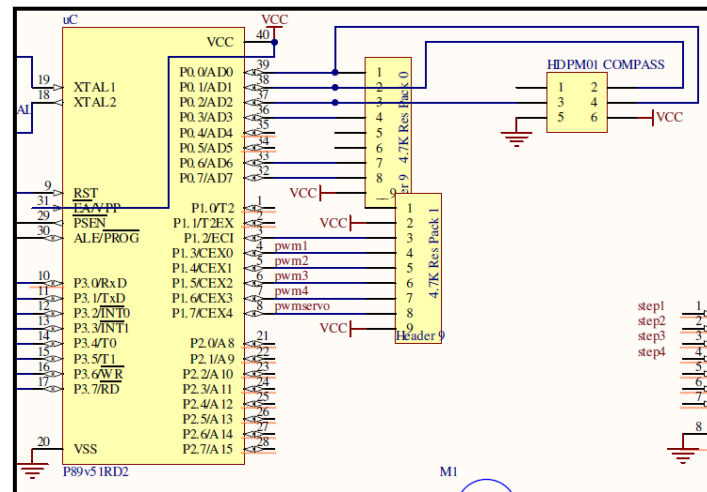 uC
VCC
VCC
40
P0.0/AD0
39
P0.1/AD1
38
P0.2/AD2
37
P0.3/AD3
36
P0.4/AD4
35
P0.5/AD5
34
P0.6/AD6
33
P0.7/AD7
32
19
XTAL1
18
XTAL2
AL
9
RST
31
EA/VPP
29
PSEN
30
ALE/PROG
P1.0/T2
1
P1.1/T2EX
2
P1.2/ECI
3
P1.3/CEX0
4
pwm1
P1.4/CEX1
5
pwm2
P1.5/CEX2
6
pwm3
P1.6/CEX3
7
pwm4
P1.7/CEX4
8
pwmservo
10
P3.0/RxD
11
P3.1/TxD
12
P3.2/INT0
13
P3.3/INT1
14
P3.4/T0
15
P3.5/T1
16
P3.6/WR
17
P3.7/RD
P2.0/A8
21
P2.1/A9
22
P2.2/A10
23
P2.3/A11
24
P2.4/A12
25
P2.5/A13
26
P2.6/A14
27
P2.7/A15
28
20
VSS
P89v51RD2
1
2
3
4
5
6
7
8
9
4.7K Res Pack 0
VCC
1
2
3
4
5
6
7
8
9
4.7K Res Pack 1
VCC
VCC
Header 9
HDPM01 COMPASS
1 2
3 4
5 6
VCC
step1 1
step2 2
step3 3
step4 4
5
6
7
8
M1